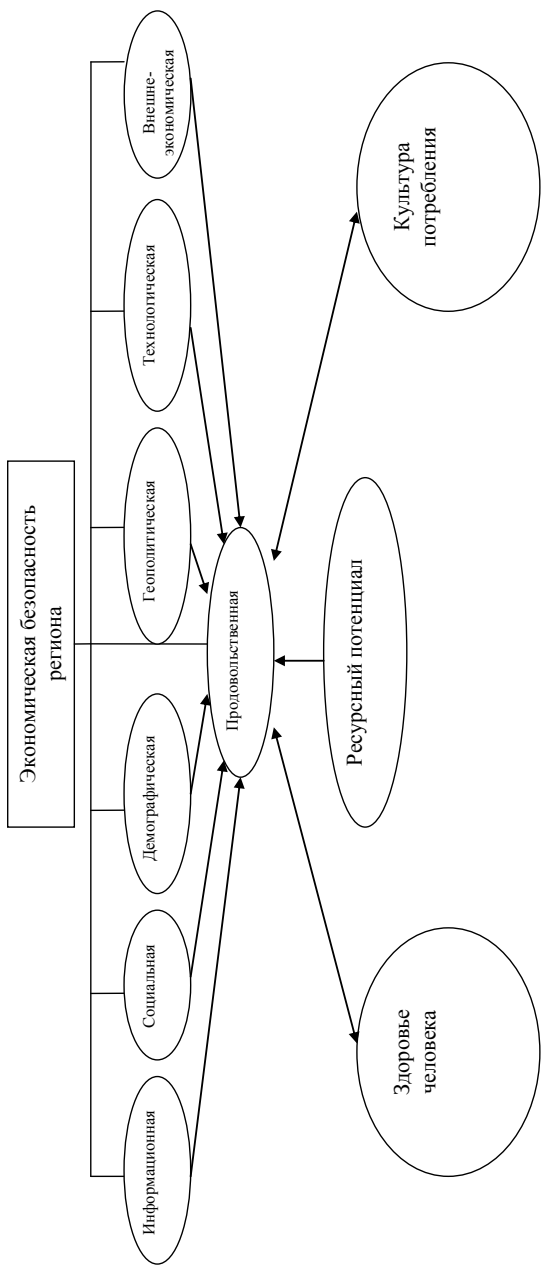 Экономическая безопасность
региона
Информационная
Социальная
Демографическая
Геополитическая
Технологическая
Внешне-
экономическая
Продовольственная
Здоровье
человека
Ресурсный потенциал
Культура
потребления